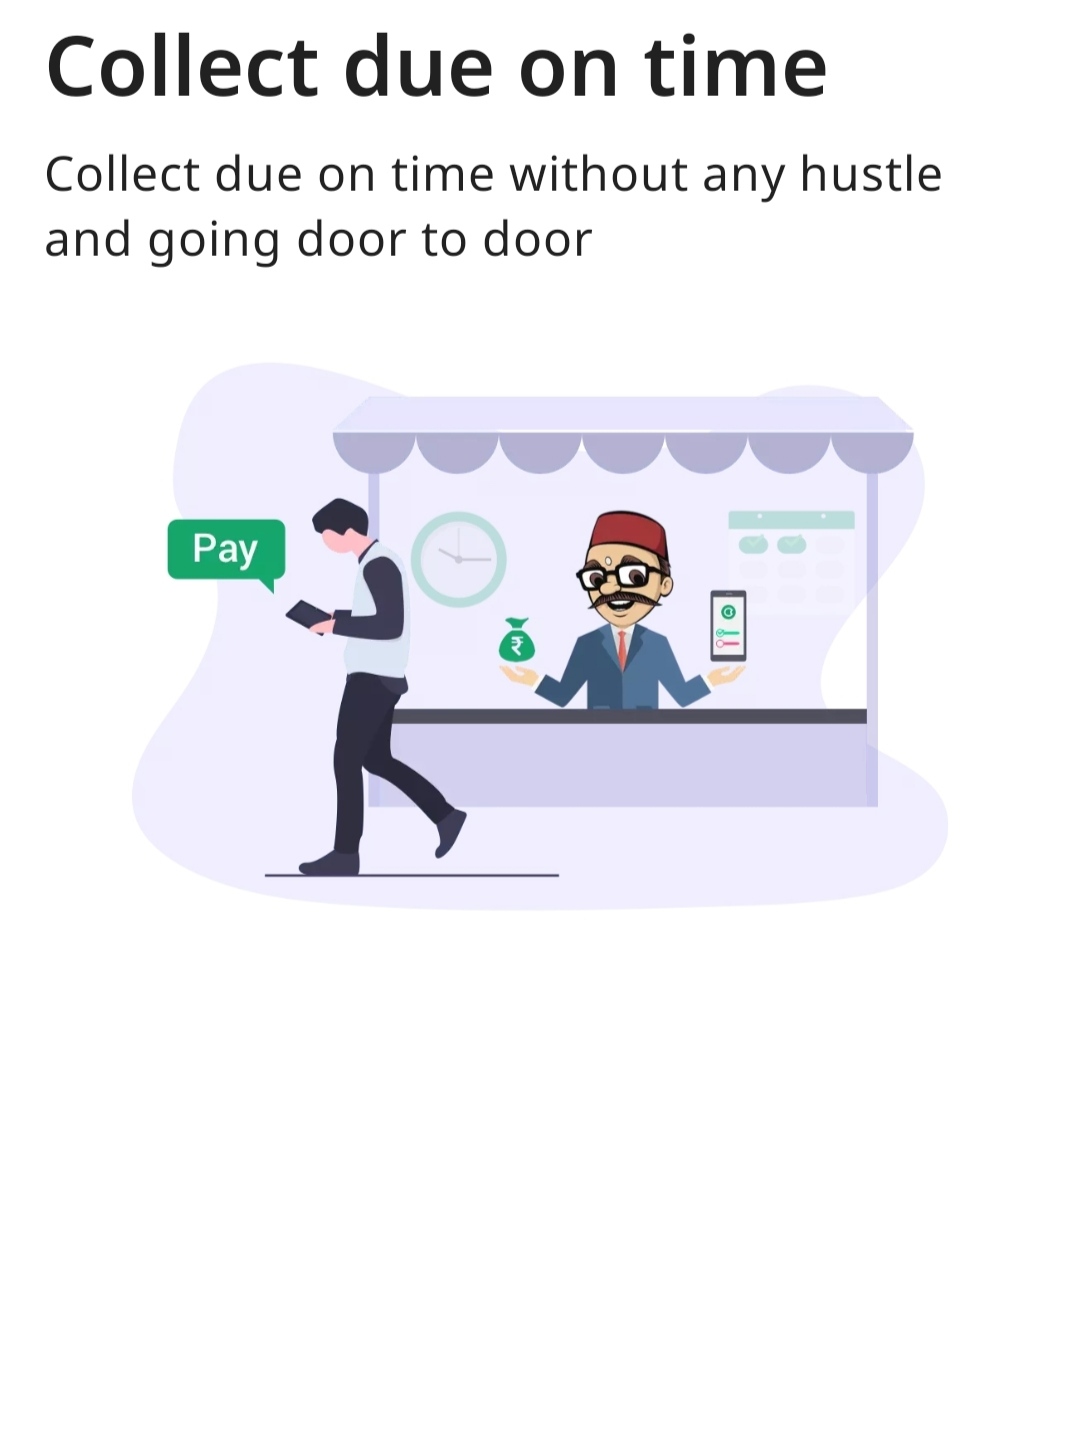 Collect due on time
Collect due on time without any hustle
and going door to door
Pay
₹